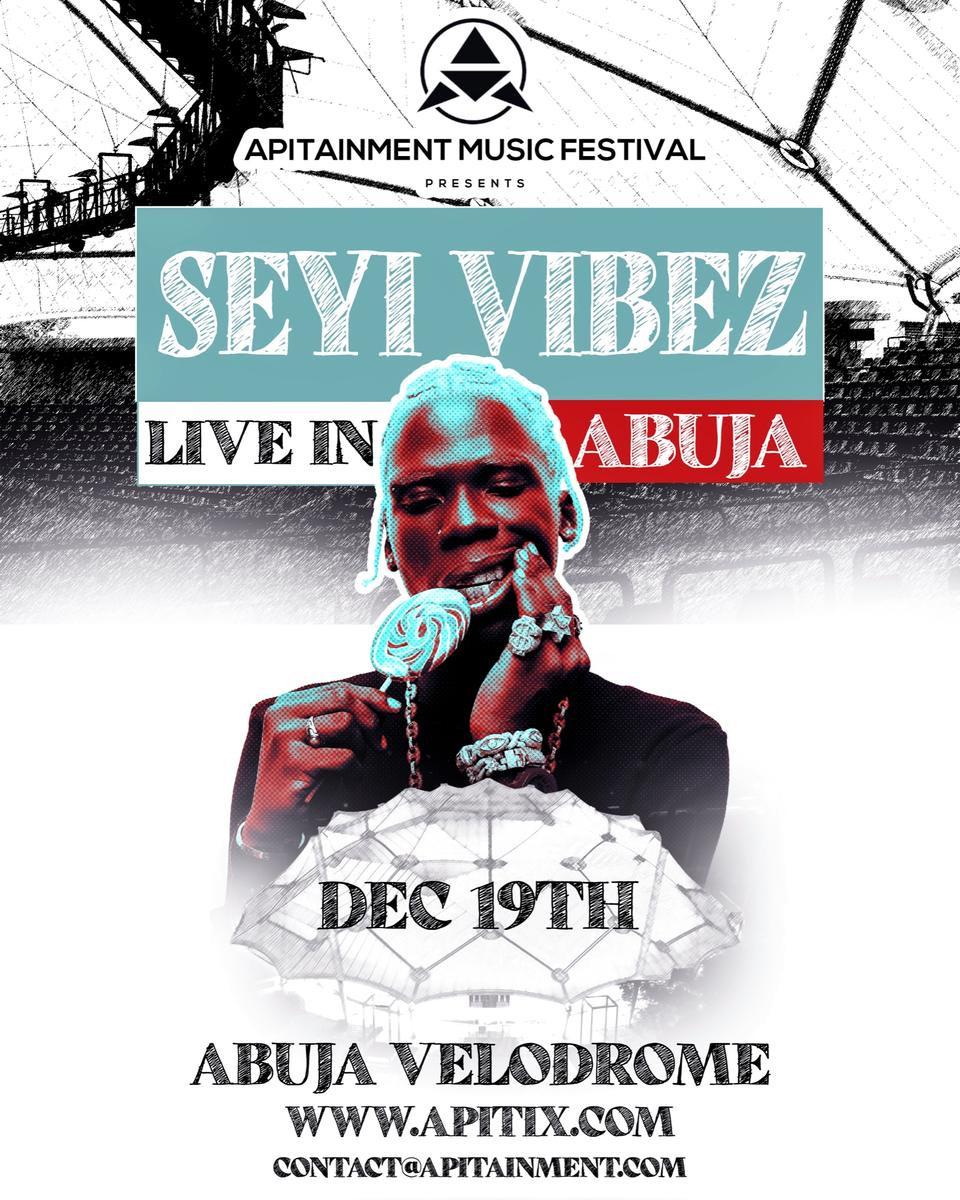 APITAINMENT MUSIC FESTIVAL
PRESENTS
SEYI VIBEZ
LIVE IN ABUJA
DEC 19TH
ABUJA VELODROME
WWW.APITIX.COM
CONTACT@APITAINMENT.COM